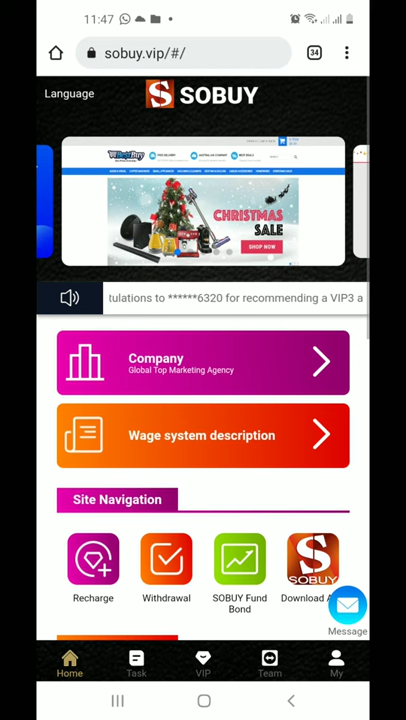 11:47
sobuy.vip/#/
34
Language
SOBUY
CHRISTMAS
SALE
SHOP NOW
tulations to ******6320 for recommending a VIP3 a
Company
Global Top Marketing Agency
Wage system description
Site Navigation
Recharge
Withdrawal
SOBUY Fund
Bond
SOBUY
Download A
Message
Home
Task
VIP
Team
My